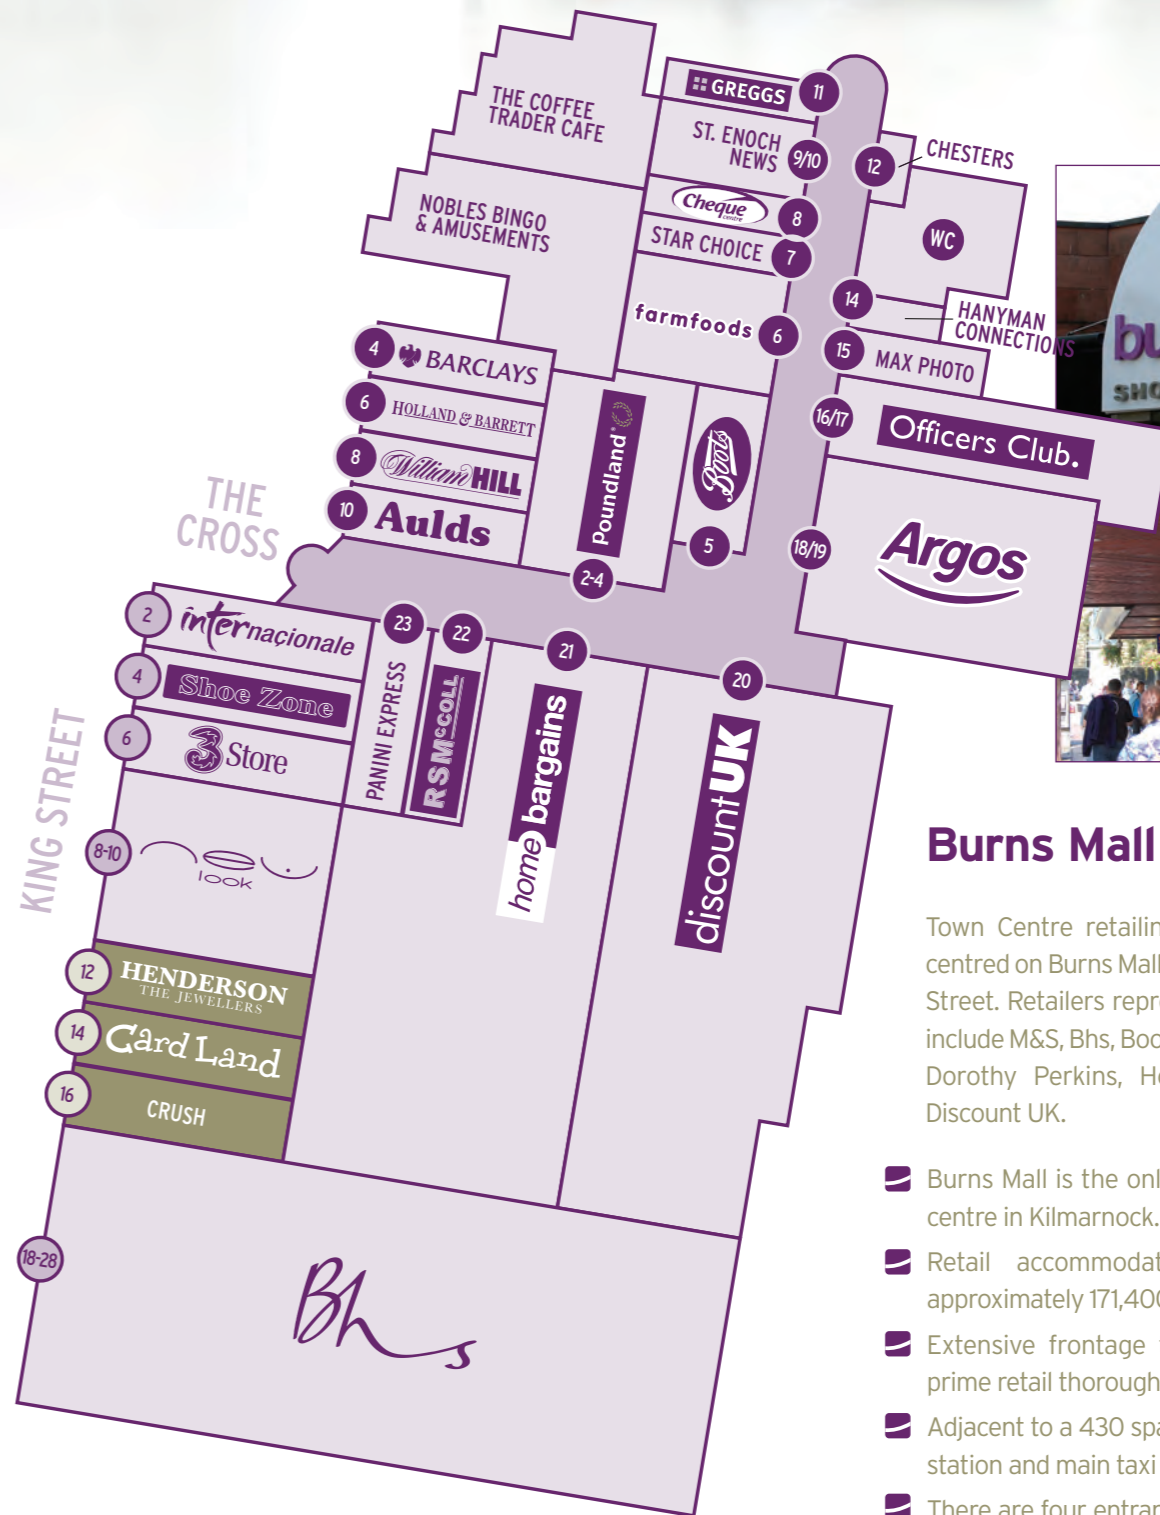 THE COFFEE
TRADER CAFE
GREGGS
11
ST. ENOCH
NEWS
9/10
12
CHESTERS
NOBLES BINGO
& AMUSEMENTS
Cheque
centre
8
STAR CHOICE
7
WC
farmfoods
6
14
HANYMAN
CONNECTIONS
15
MAX PHOTO
4
BARCLAYS
6
HOLLAND & BARRETT
8
William HILL
10
Aulds
Poundland
2-4
Boots
5
16/17
Officers Club.
18/19
Argos
THE
CROSS
2
internaçionale
4
Shoe Zone
6
3 Store
8-10
look
KING STREET
23
PANINI EXPRESS
22
RSMcCOLL
21
home bargains
20
discountUK
12
HENDERSON
THE JEWELLERS
14
Card Land
16
CRUSH
18-28
Bhs
bu
SHO
Burns Mall
Town Centre retailin
centred on Burns Mall
Street. Retailers repr
include M&S, Bhs, Boo
Dorothy Perkins, H
Discount UK.
Burns Mall is the onl
centre in Kilmarnock.
Retail accommodat
approximately 171,400
Extensive frontage
prime retail thorough
Adjacent to a 430 spa
station and main taxi
There are four entran